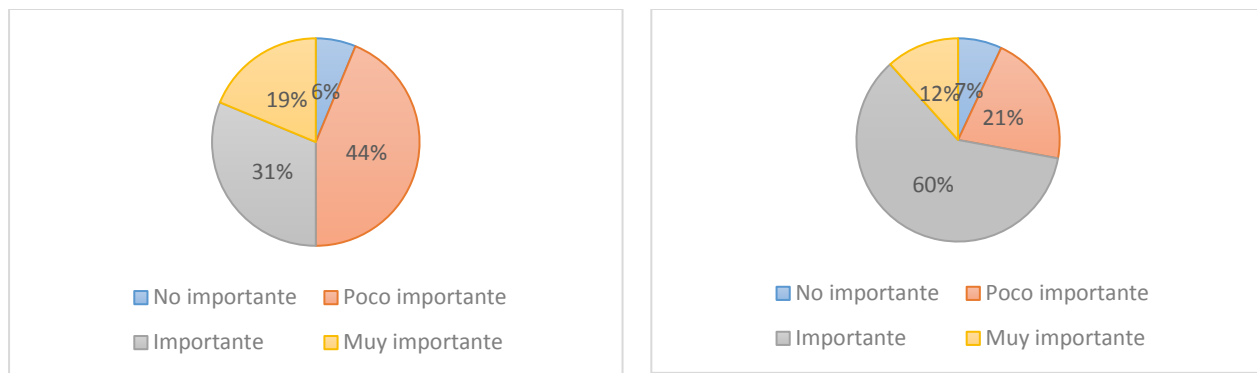 6%
19%
44%
31%
No importante
Poco importante
Importante
Muy importante
7%
12%
21%
60%
No importante
Poco importante
Importante
Muy importante